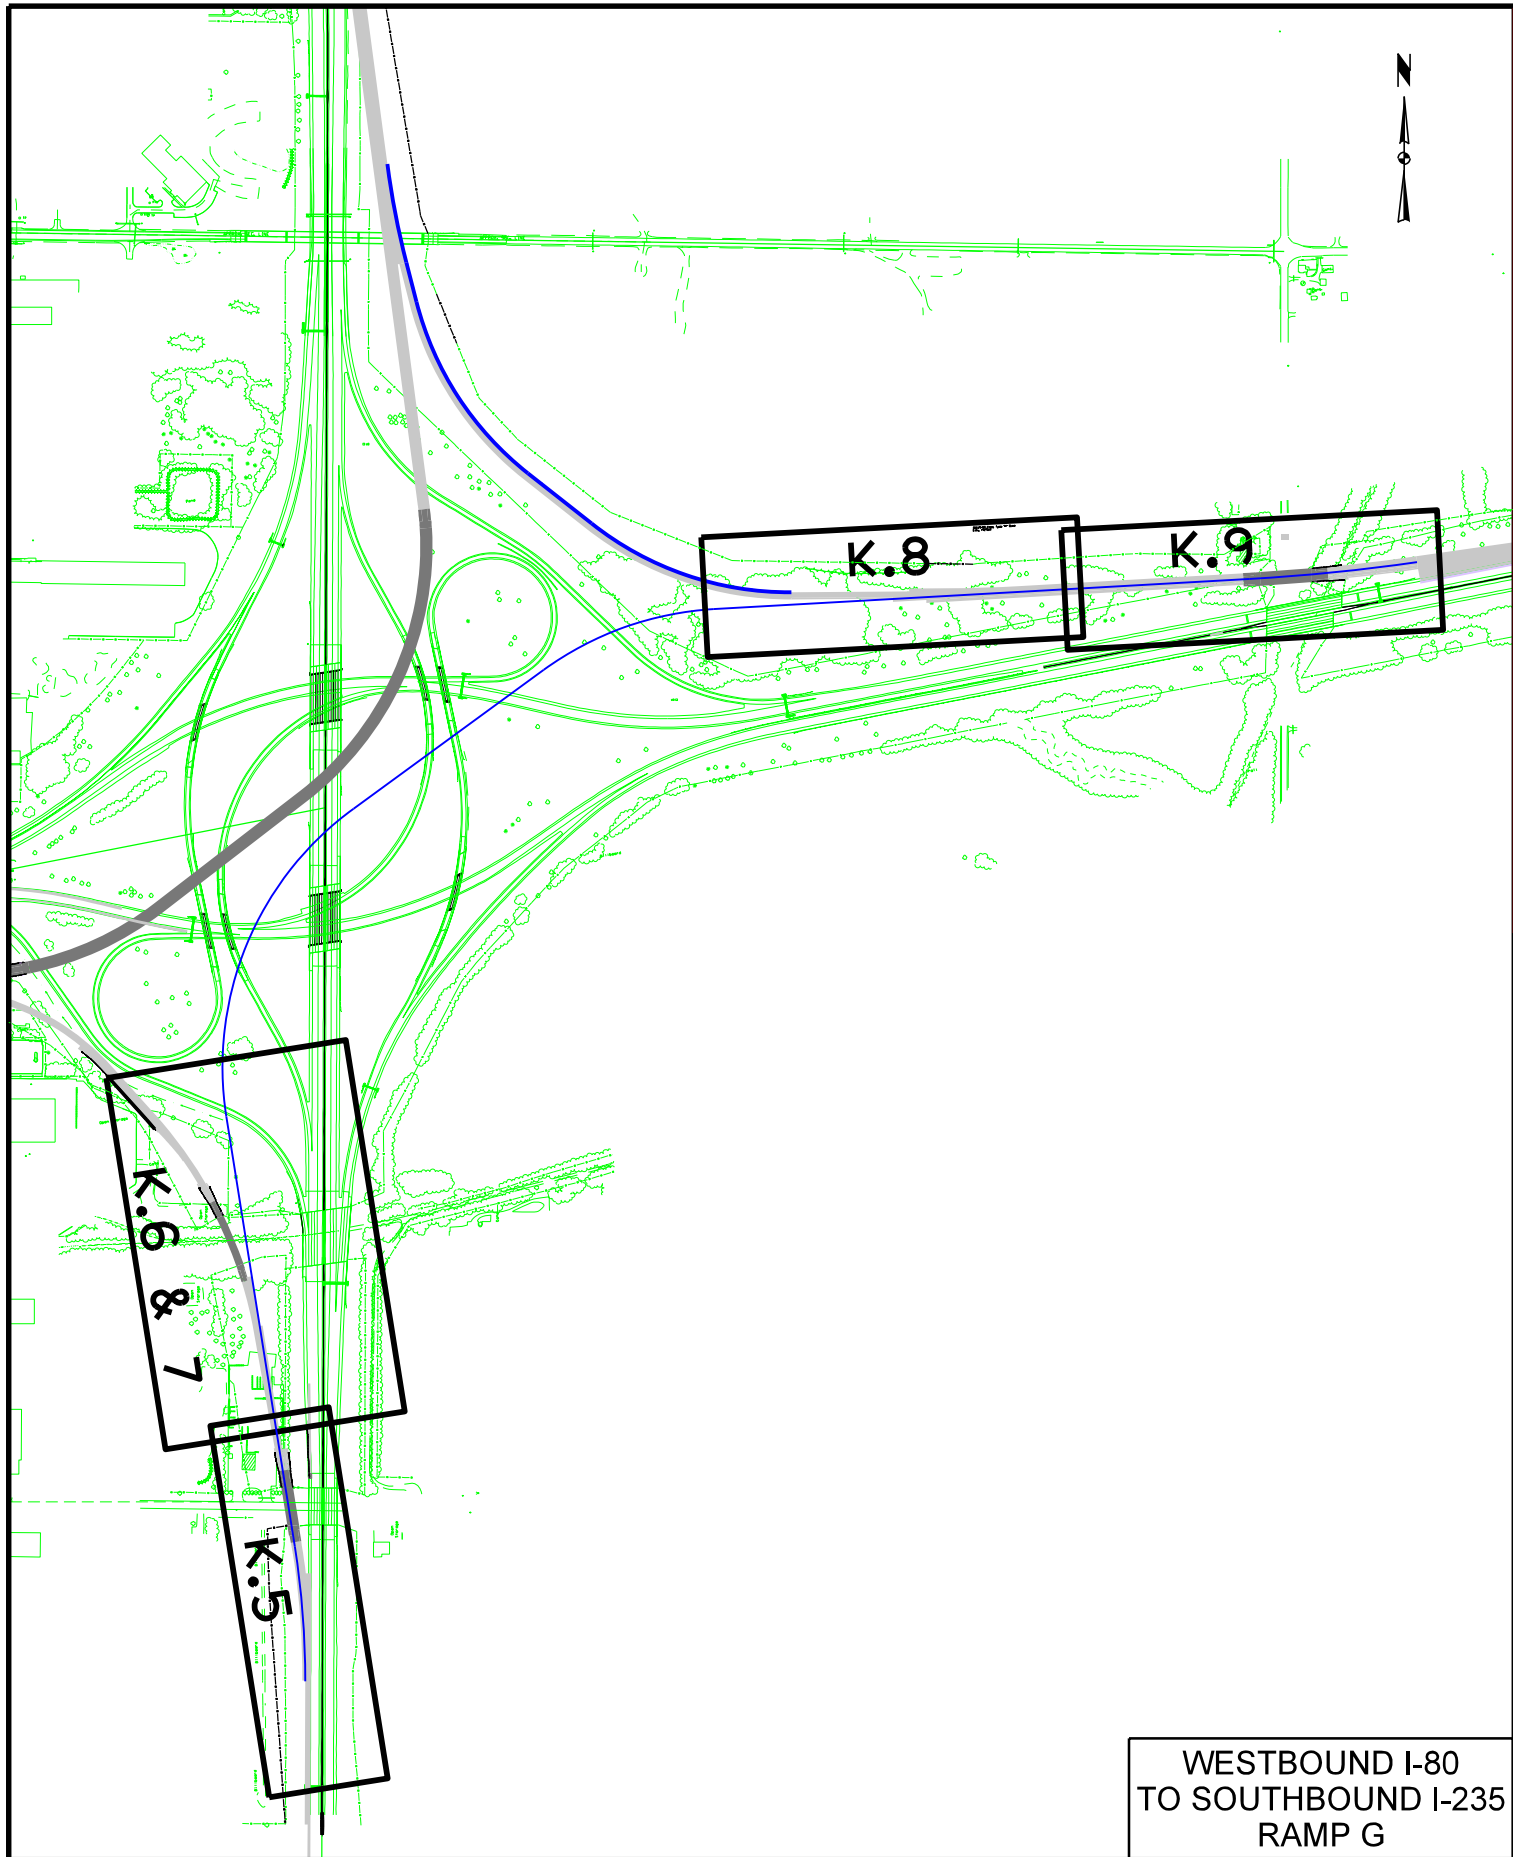 N
K.8
K.9
K.6 & 7
K.5
WESTBOUND I-80
TO SOUTHBOUND I-235
RAMP G